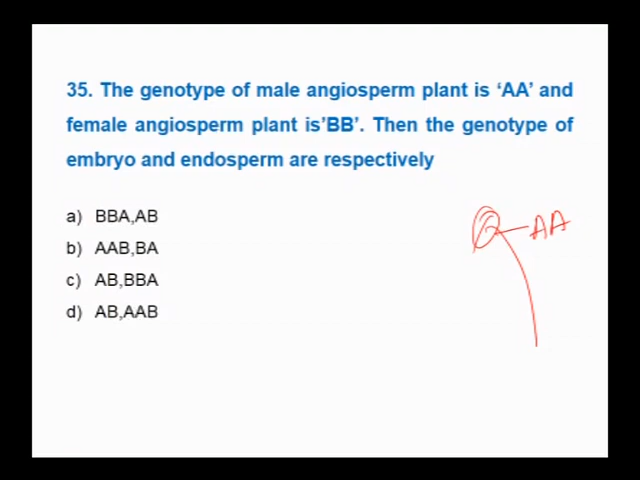 35. The genotype of male angiosperm plant is ‘AA’ and
female angiosperm plant is’BB’. Then the genotype of
embryo and endosperm are respectively
a) BBA,AB
b) AAB,BA
c) AB,BBA
d) AB,AAB
AA